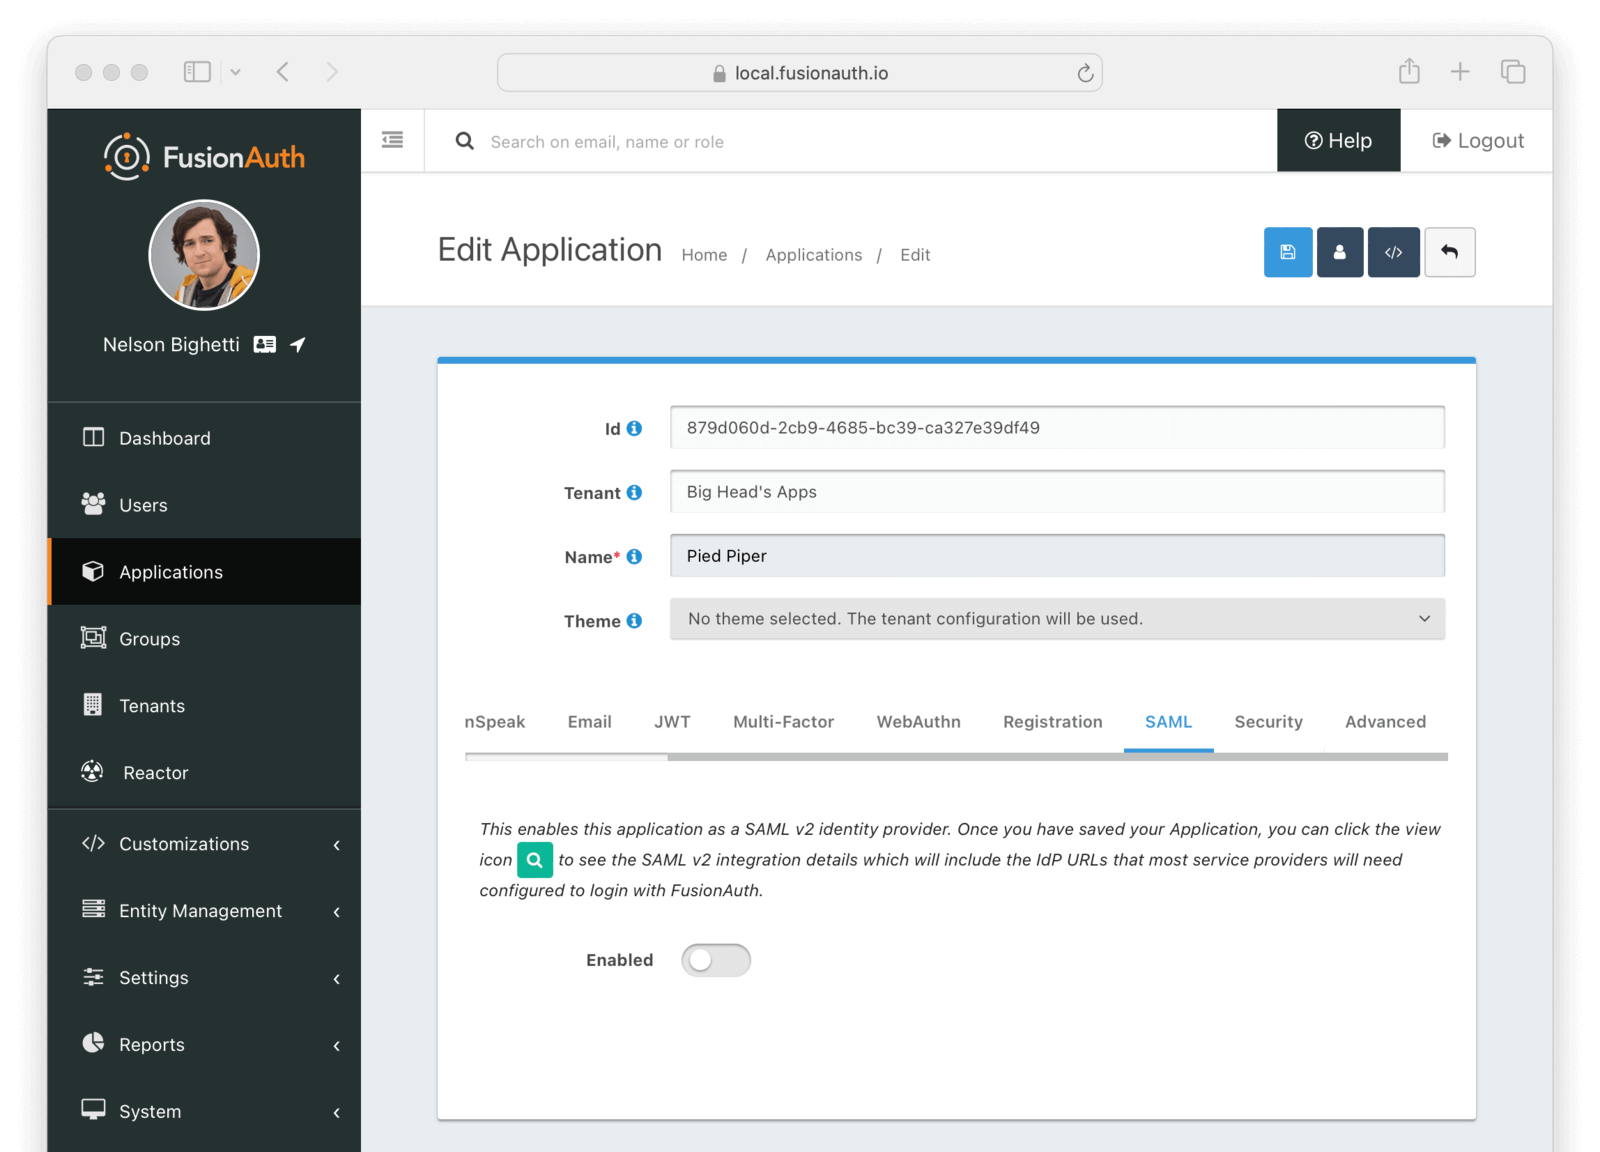 local.fusionauth.io
FusionAuth
Search on email, name or role
Help
Logout
Nelson Bighetti
Edit Application
Home / Applications / Edit
Dashboard
Users
Applications
Groups
Tenants
Reactor
Customizations
Entity Management
Settings
Reports
System
Id
879d060d-2cb9-4685-bc39-ca327e39df49
Tenant
Big Head's Apps
Name*
Pied Piper
Theme
No theme selected. The tenant configuration will be used.
nSpeak Email JWT Multi-Factor WebAuthn Registration SAML Security Advanced
This enables this application as a SAML v2 identity provider. Once you have saved your Application, you can click the view
icon to see the SAML v2 integration details which will include the IdP URLs that most service providers will need
configured to login with FusionAuth.
Enabled